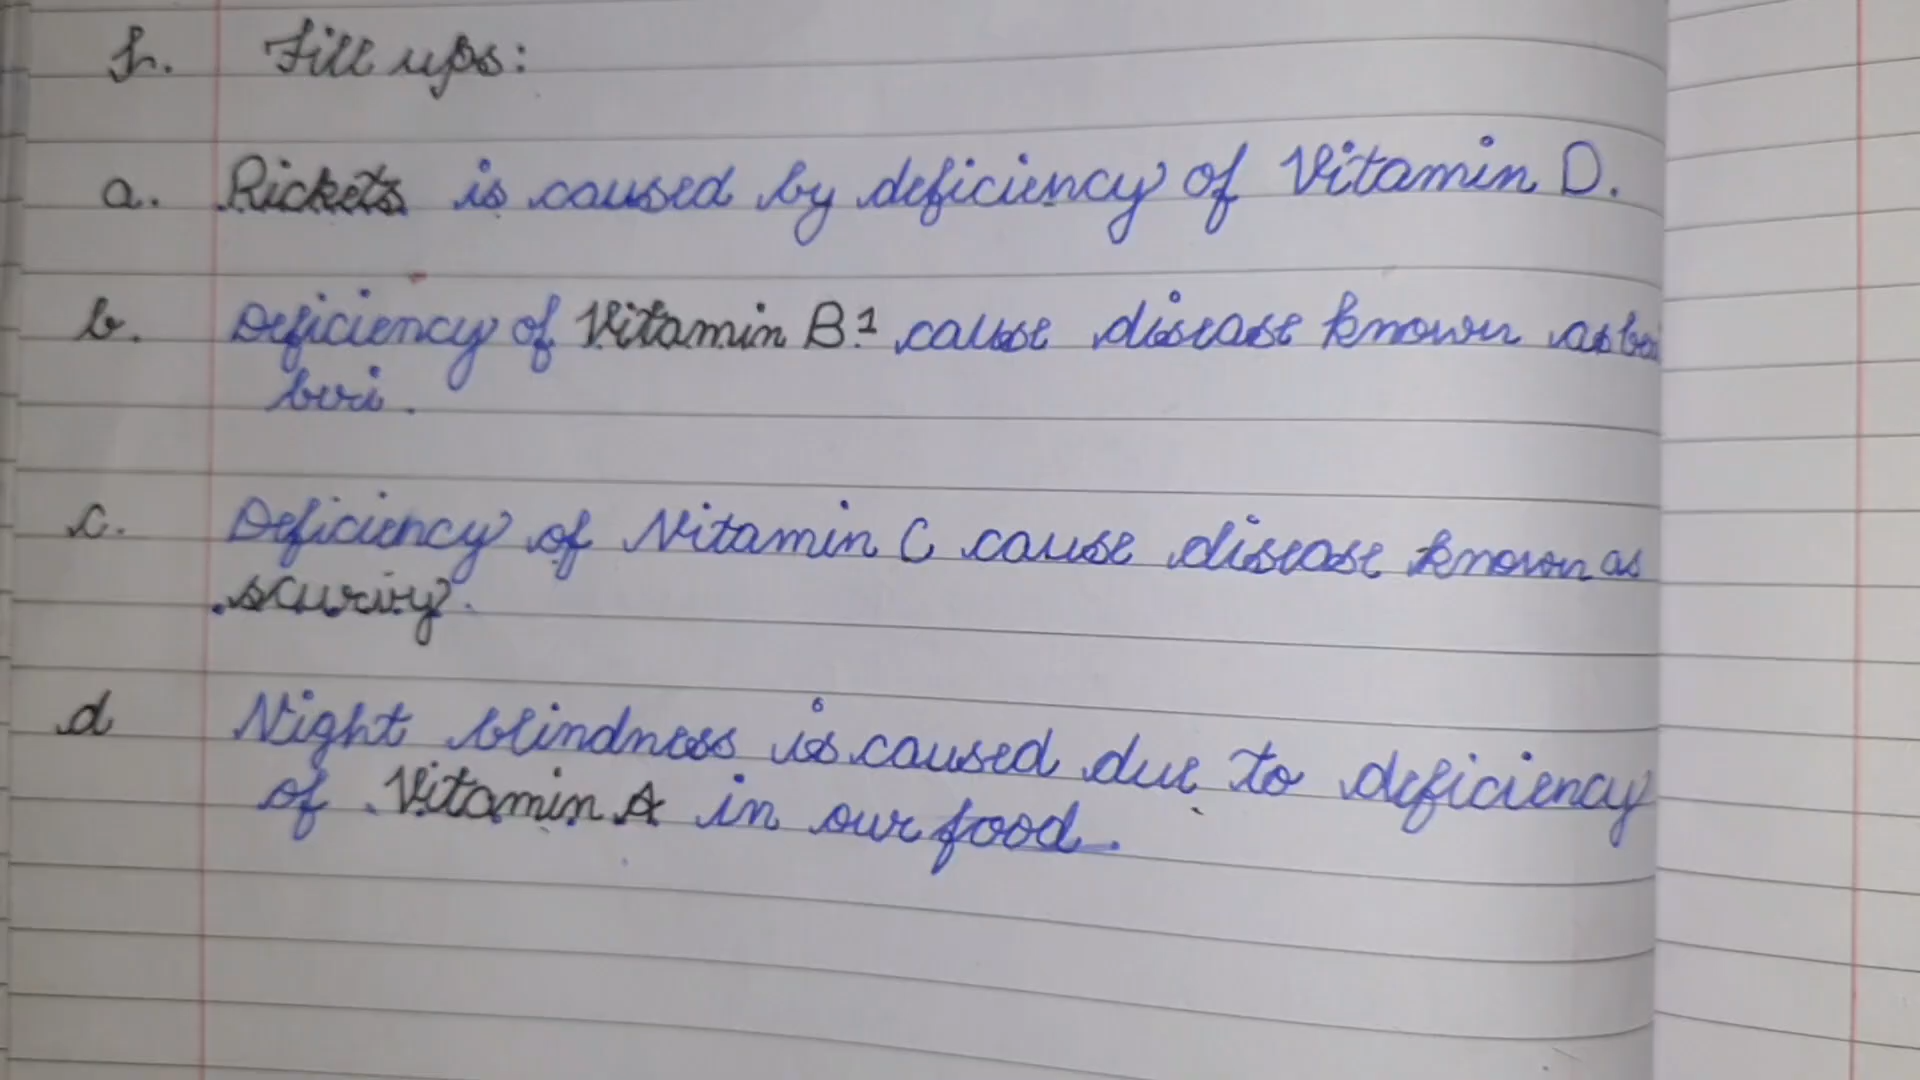 h. Fill ups:
a. Rickets is caused by deficiency of Vitamin D.
b. Deficiency of Vitamin B1 cause disease known as beri
beri.
c. Deficiency of Vitamin C cause disease known as
scurvy.
d Night blindness is caused due to deficiency
of Vitamin A in our food.